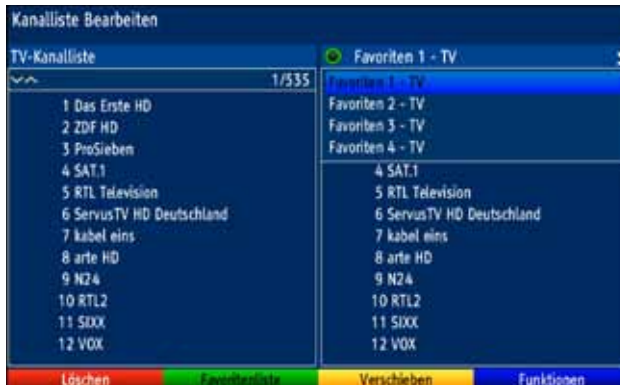 Kanalliste Bearbeiten
TV-Kanalliste
1/535
1 Das Erste HD
2 ZDF HD
3 ProSieben
4 SAT.1
5 RTL Television
6 ServusTV HD Deutschland
7 kabel eins
8 arte HD
9 N24
10 RTL2
11 SIXX
12 VOX
Favoriten 1 - TV
Favoriten 1 - TV
Favoriten 2 - TV
Favoriten 3 - TV
Favoriten 4 - TV
4 SAT.1
5 RTL Television
6 ServusTV HD Deutschland
7 kabel eins
8 arte HD
9 N24
10 RTL2
11 SIXX
12 VOX
Löschen
Favoritenliste
Verschieben
Funktionen